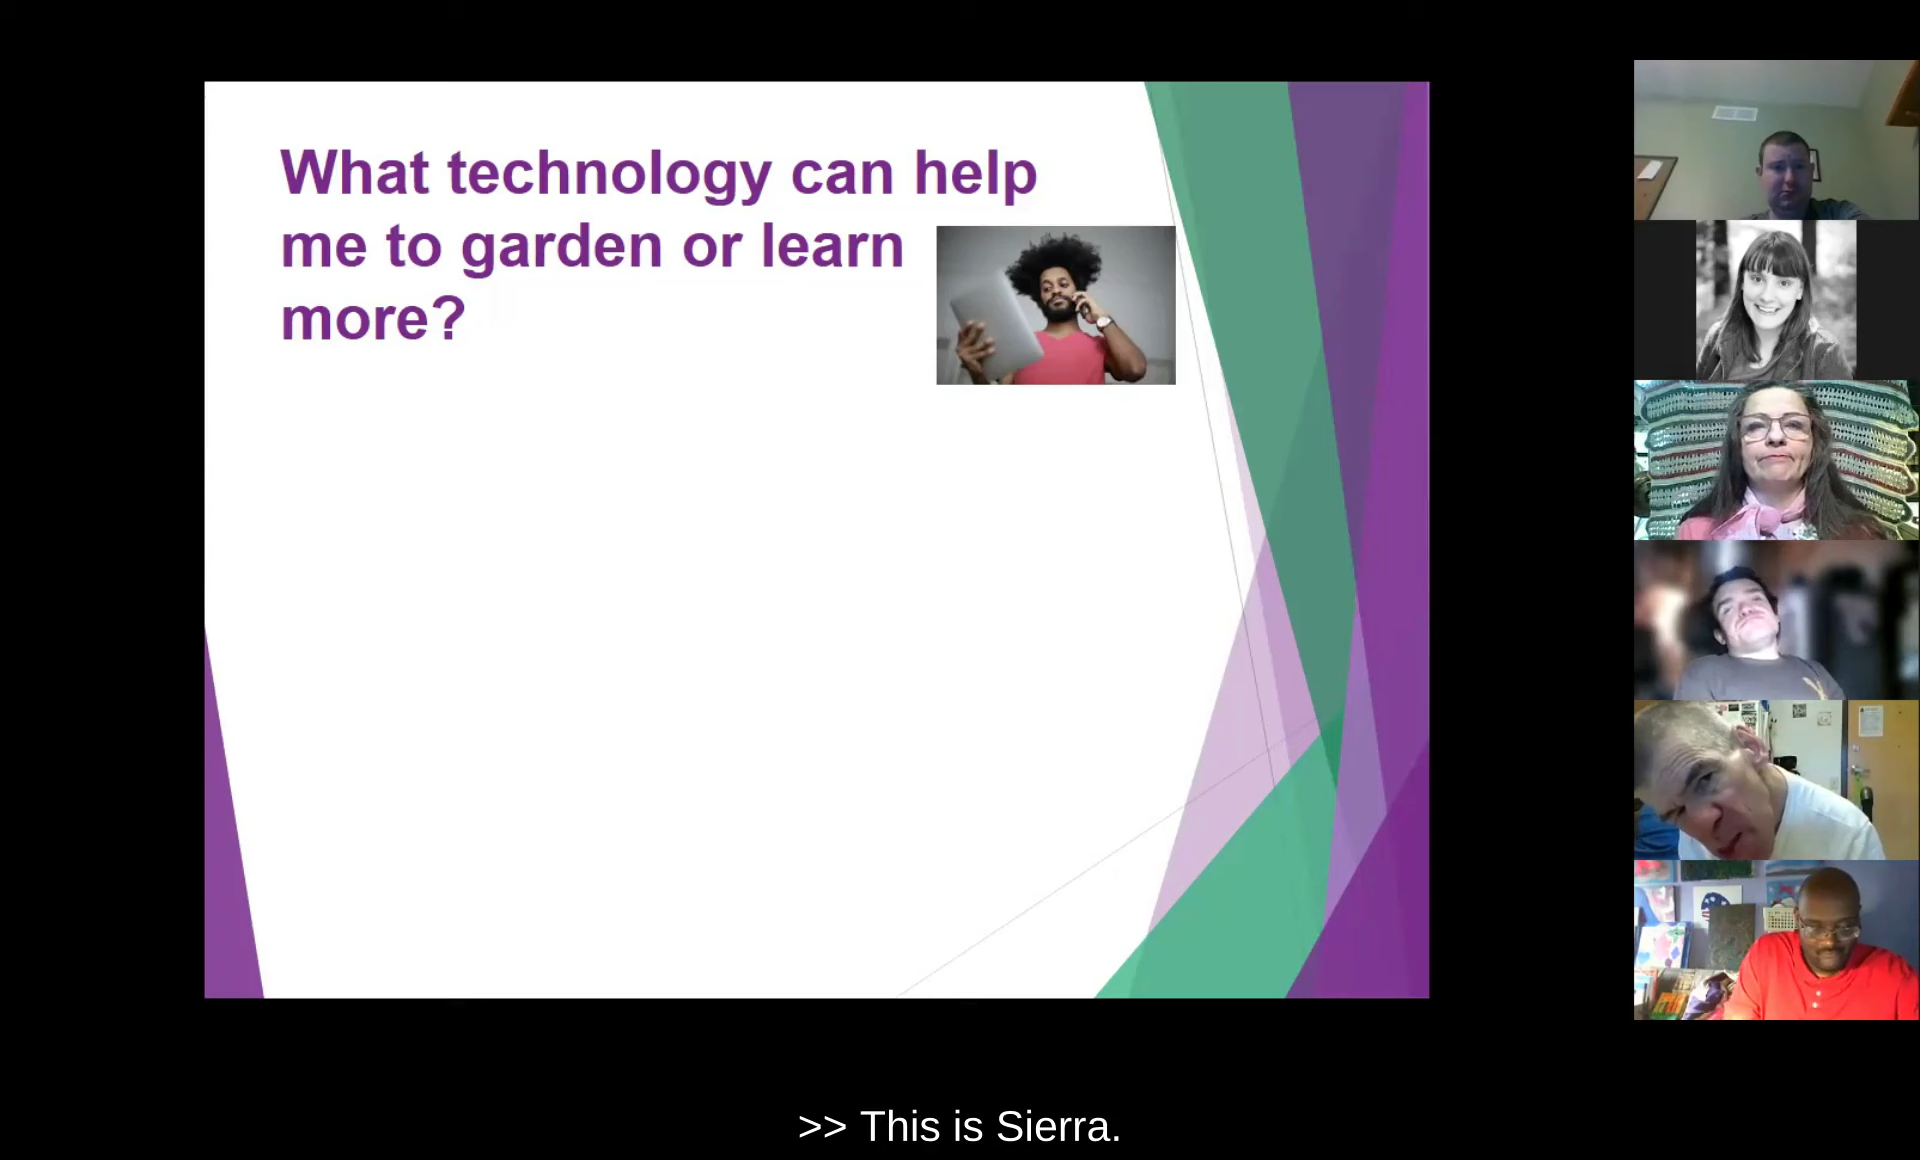 What technology can help
me to garden or learn
more?
>> This is Sierra.